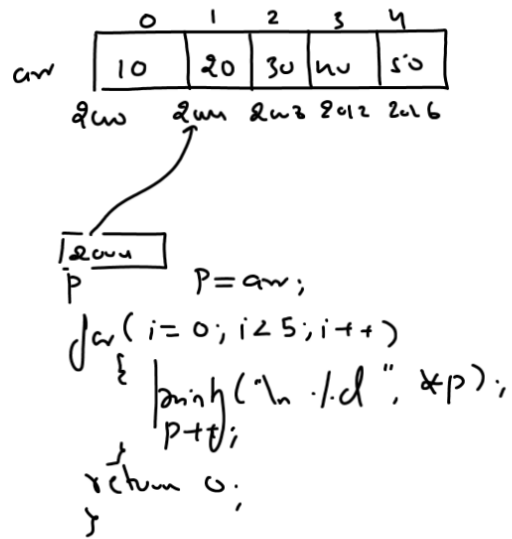 0 1 2 3 4
arr 10 20 30 40 50
2000 2004 2008 2012 2016
2004
p
P = arr;
for( i = 0; i < 5; i++)
{
printf("\n %d", *p);
p++;
}
return 0;
}